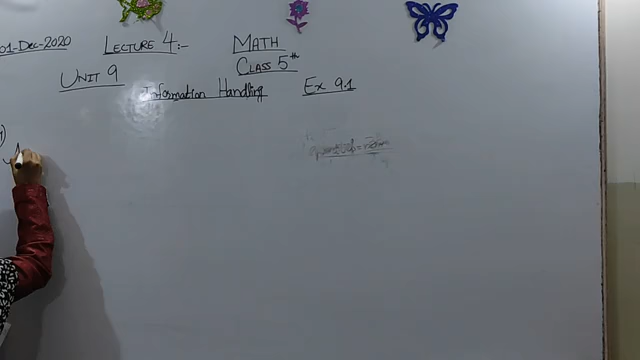 01-Dec-2020 LECTURE 4:- MATH
CLASS 5th
UNIT 9
Information Handling Ex 9.1